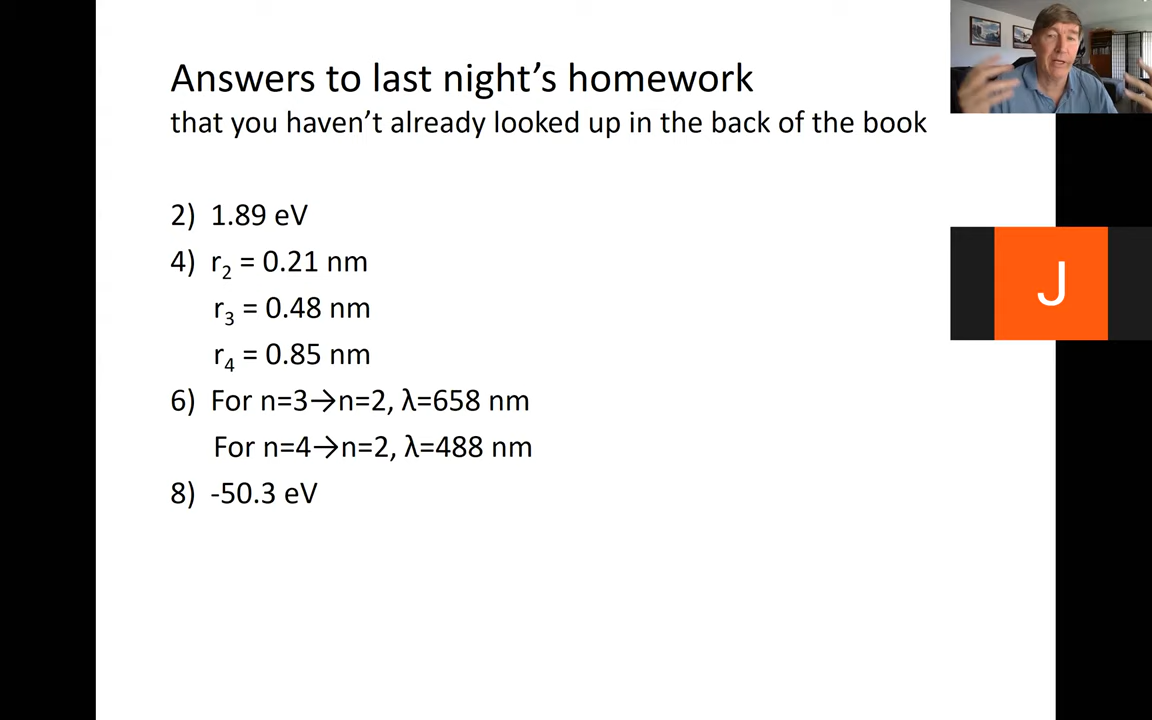 Answers to last night’s homework
that you haven’t already looked up in the back of the book
2) 1.89 eV
4) r₂ = 0.21 nm
r₃ = 0.48 nm
r₄ = 0.85 nm
6) For n=3→n=2, λ=658 nm
For n=4→n=2, λ=488 nm
8) -50.3 eV
J